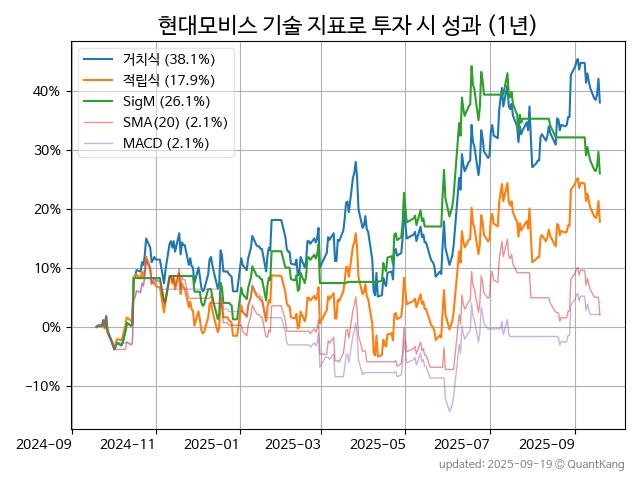 현대모비스 기술 지표로 투자 시 성과 (1년)
거치식 (38.1%)
적립식 (17.9%)
SigM (26.1%)
SMA(20) (2.1%)
MACD (2.1%)
40%
30%
20%
10%
0%
−10%
2024-09 2024-11 2025-01 2025-03 2025-05 2025-07 2025-09
updated: 2025-09-19 ⓒ QuantKang